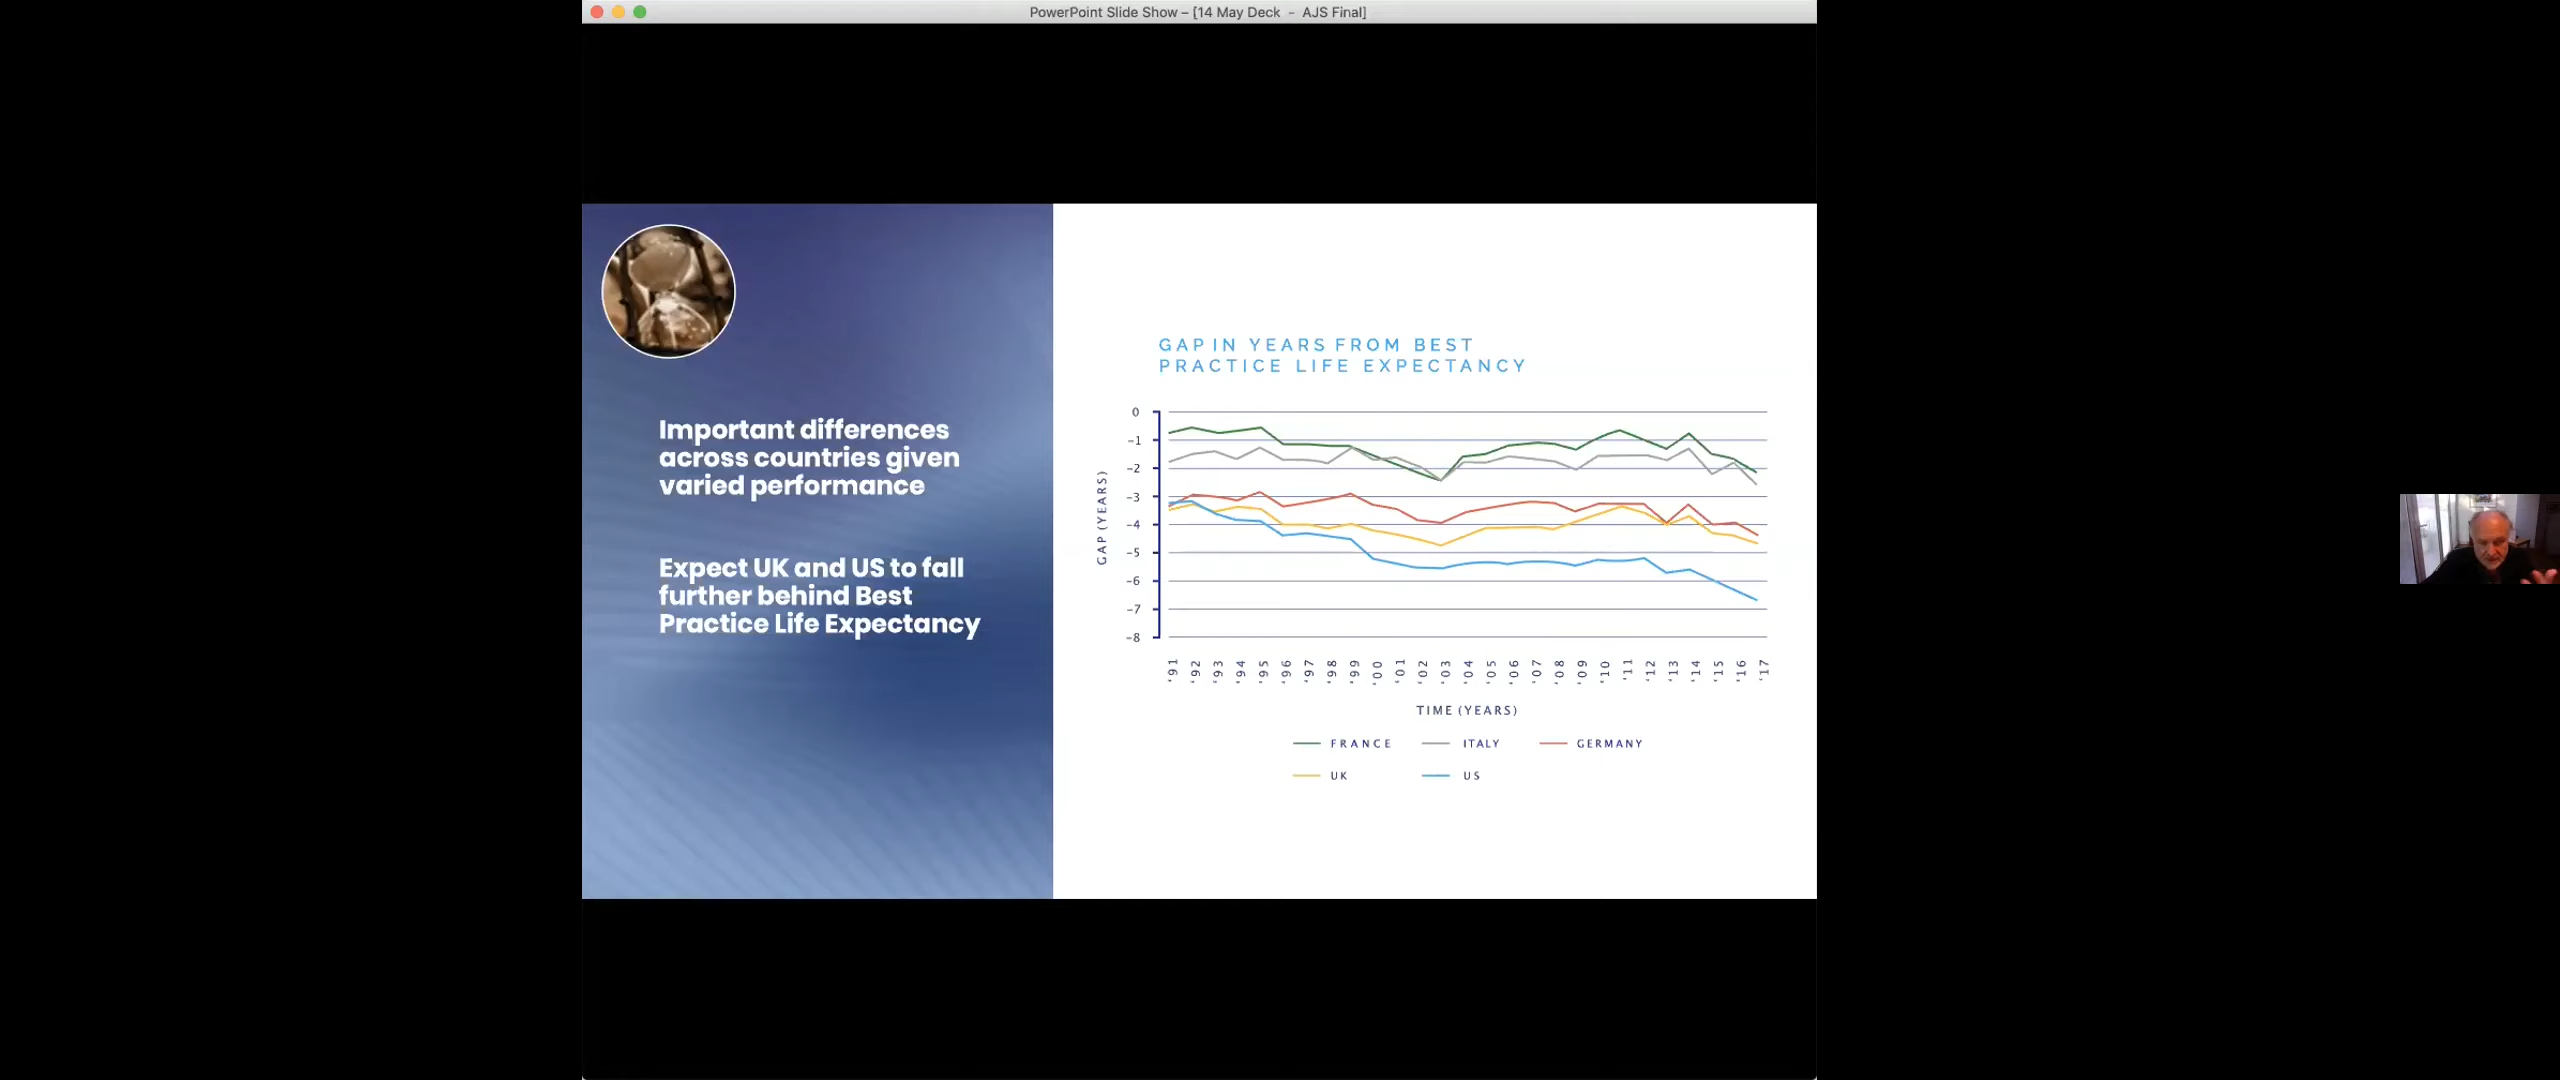 PowerPoint Slide Show – [14 May Deck - AJS Final]
Important differences
across countries given
varied performance
Expect UK and US to fall
further behind Best
Practice Life Expectancy
GAP IN YEARS FROM BEST
PRACTICE LIFE EXPECTANCY
GAP (YEARS)
0
-1
-2
-3
-4
-5
-6
-7
-8
‘91 ‘92 ‘93 ‘94 ‘95 ‘96 ‘97 ‘98 ‘99 ‘00 ‘01 ‘02 ‘03 ‘04 ‘05 ‘06 ‘07 ‘08 ‘09 ‘10 ‘11 ‘12 ‘13 ‘14 ‘15 ‘16 ‘17
TIME (YEARS)
FRANCE ITALY GERMANY
UK US